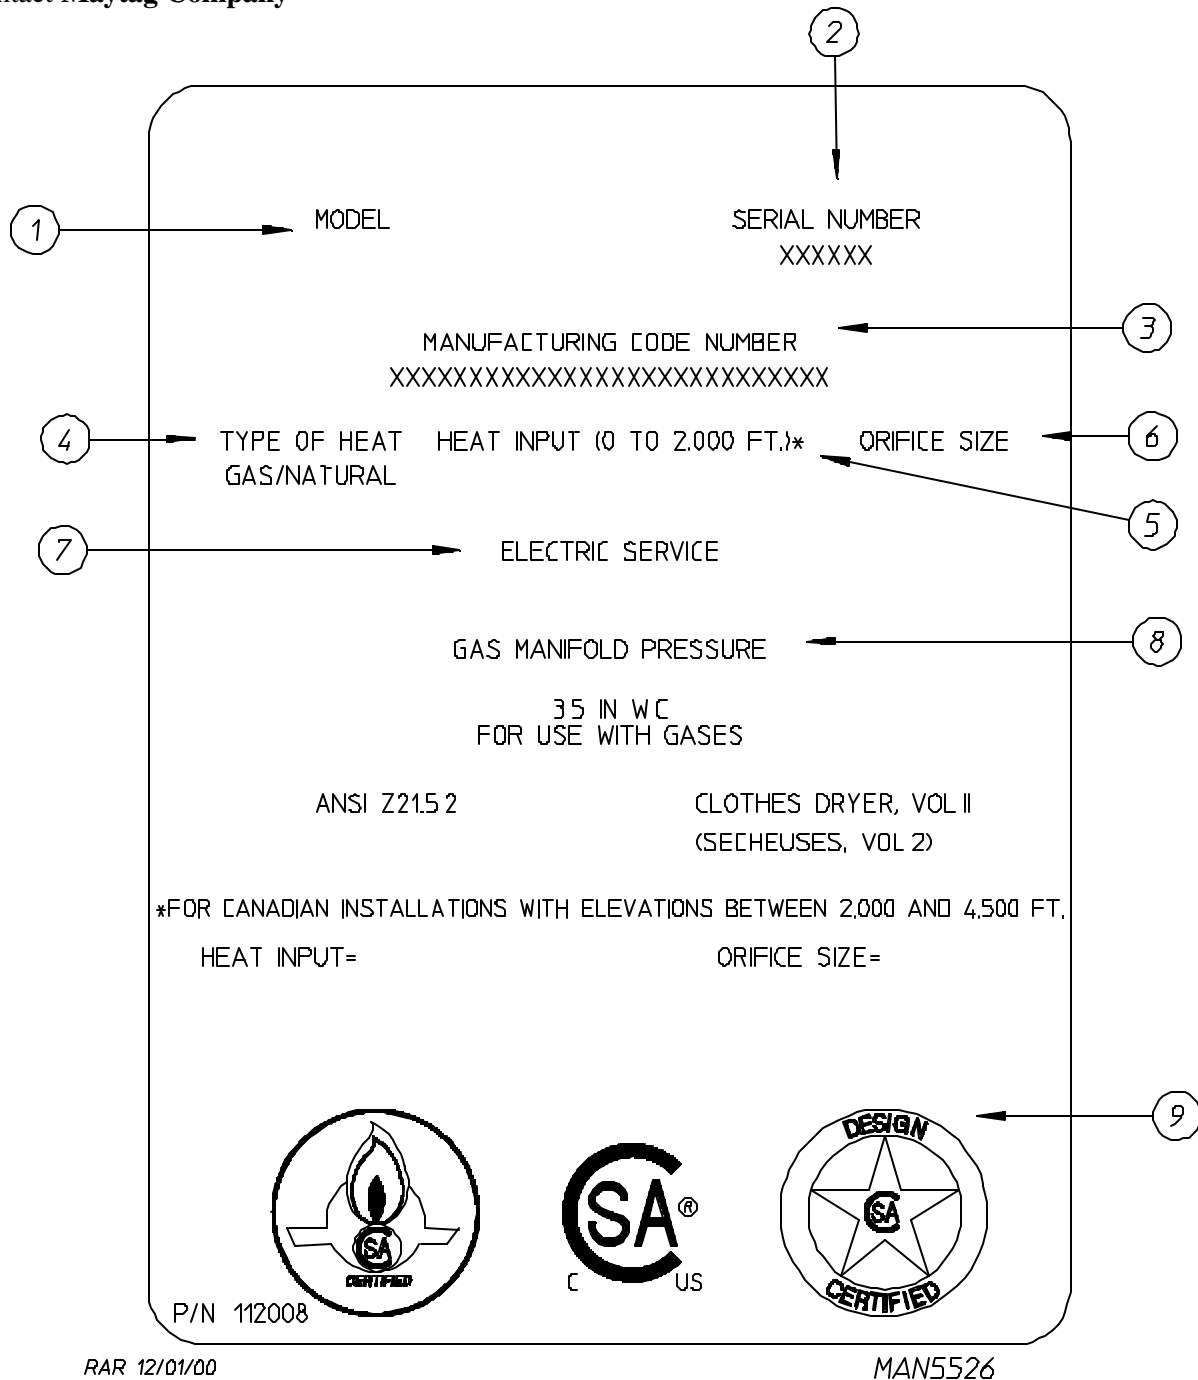 Maytag Company
2
1
MODEL
SERIAL NUMBER
XXXXXX
3
MANUFACTURING CODE NUMBER
XXXXXXXXXXXXXXXXXXXXXXXXXXXX
4
TYPE OF HEAT HEAT INPUT (0 TO 2,000 FT.)* ORIFICE SIZE
6
GAS/NATURAL
5
7
ELECTRIC SERVICE
8
GAS MANIFOLD PRESSURE
3.5 IN W C
FOR USE WITH GASES
ANSI Z21.5 2
CLOTHES DRYER, VOL II
(SECHEUSES, VOL 2)
*FOR CANADIAN INSTALLATIONS WITH ELEVATIONS BETWEEN 2,000 AND 4,500 FT.
HEAT INPUT=
ORIFICE SIZE=
9
CSA
CERTIFIED
CSA®
C US
DESIGN
CSA
CERTIFIED
P/N 112008
RAR 12/01/00
MAN5526